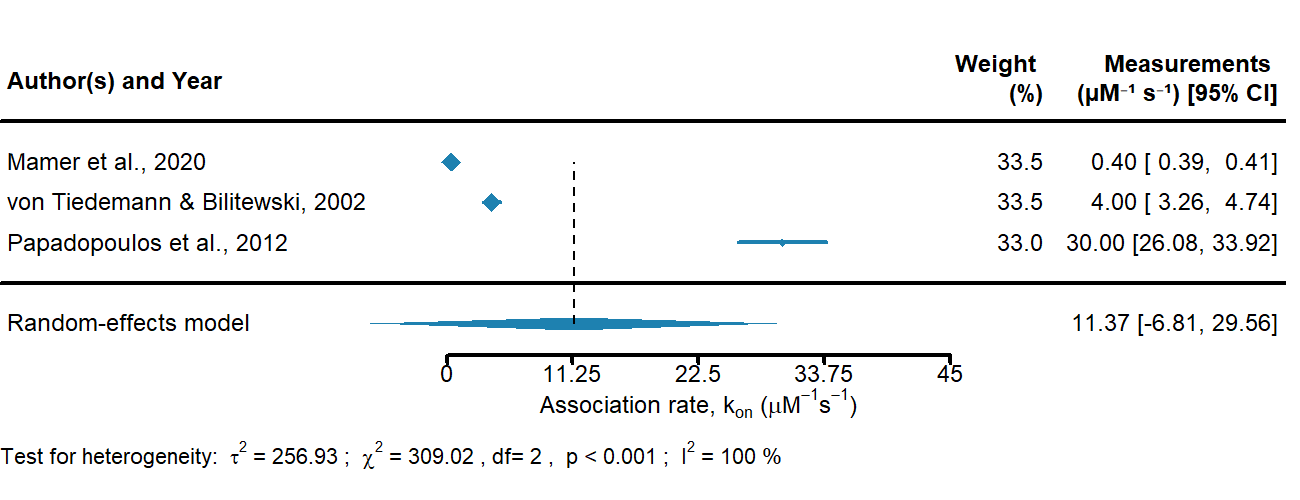 Author(s) and Year Weight (%) Measurements (µM⁻¹ s⁻¹) [95% CI]
Mamer et al., 2020 33.5 0.40 [ 0.39, 0.41]
von Tiedemann & Bilitewski, 2002 33.5 4.00 [ 3.26, 4.74]
Papadopoulos et al., 2012 33.0 30.00 [26.08, 33.92]
Random-effects model 11.37 [-6.81, 29.56]
0 11.25 22.5 33.75 45
Association rate, kon (μM⁻¹s⁻¹)
Test for heterogeneity: τ² = 256.93 ; χ² = 309.02 , df= 2 , p < 0.001 ; I² = 100 %